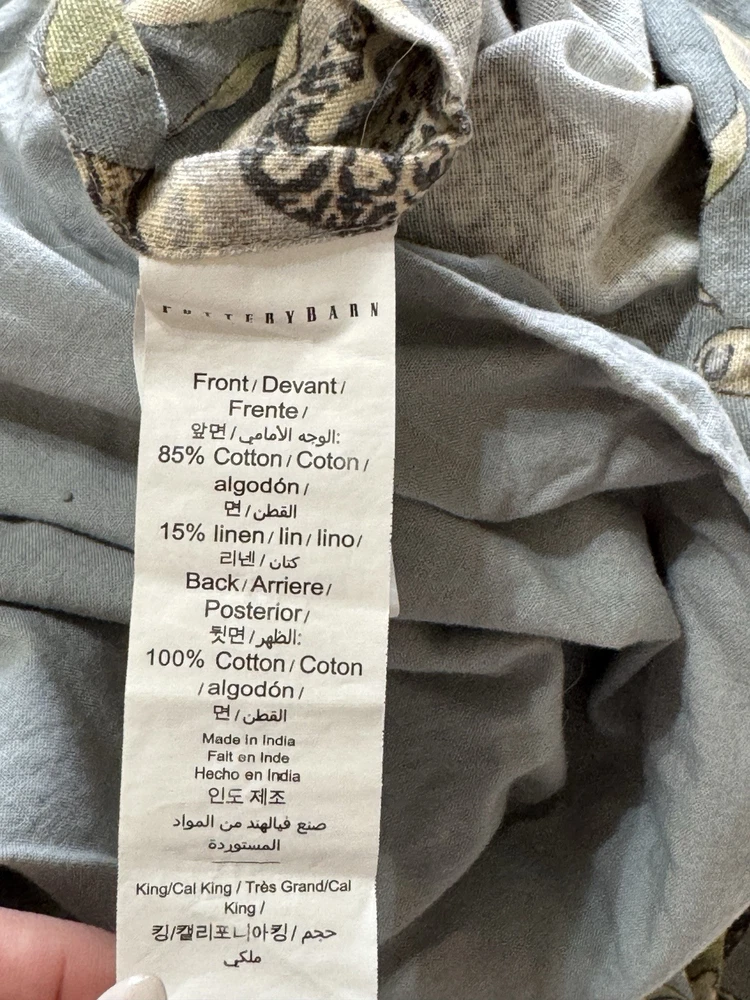 POTTERYBARN
Front / Devant /
Frente /
앞면 / الوجه الأمامي:
85% Cotton / Coton /
algodón /
면 / القطن
15% linen / lin / lino /
리넨 / كتان
Back / Arriere /
Posterior /
뒷면 / الظهر:
100% Cotton / Coton
/ algodón /
면 / القطن
Made in India
Fait en Inde
Hecho en India
인도 제조
صنع فيالهند من المواد
المستوردة
King/Cal King / Très Grand/Cal
King /
킹/캘리포니아킹 / حجم
ملكي